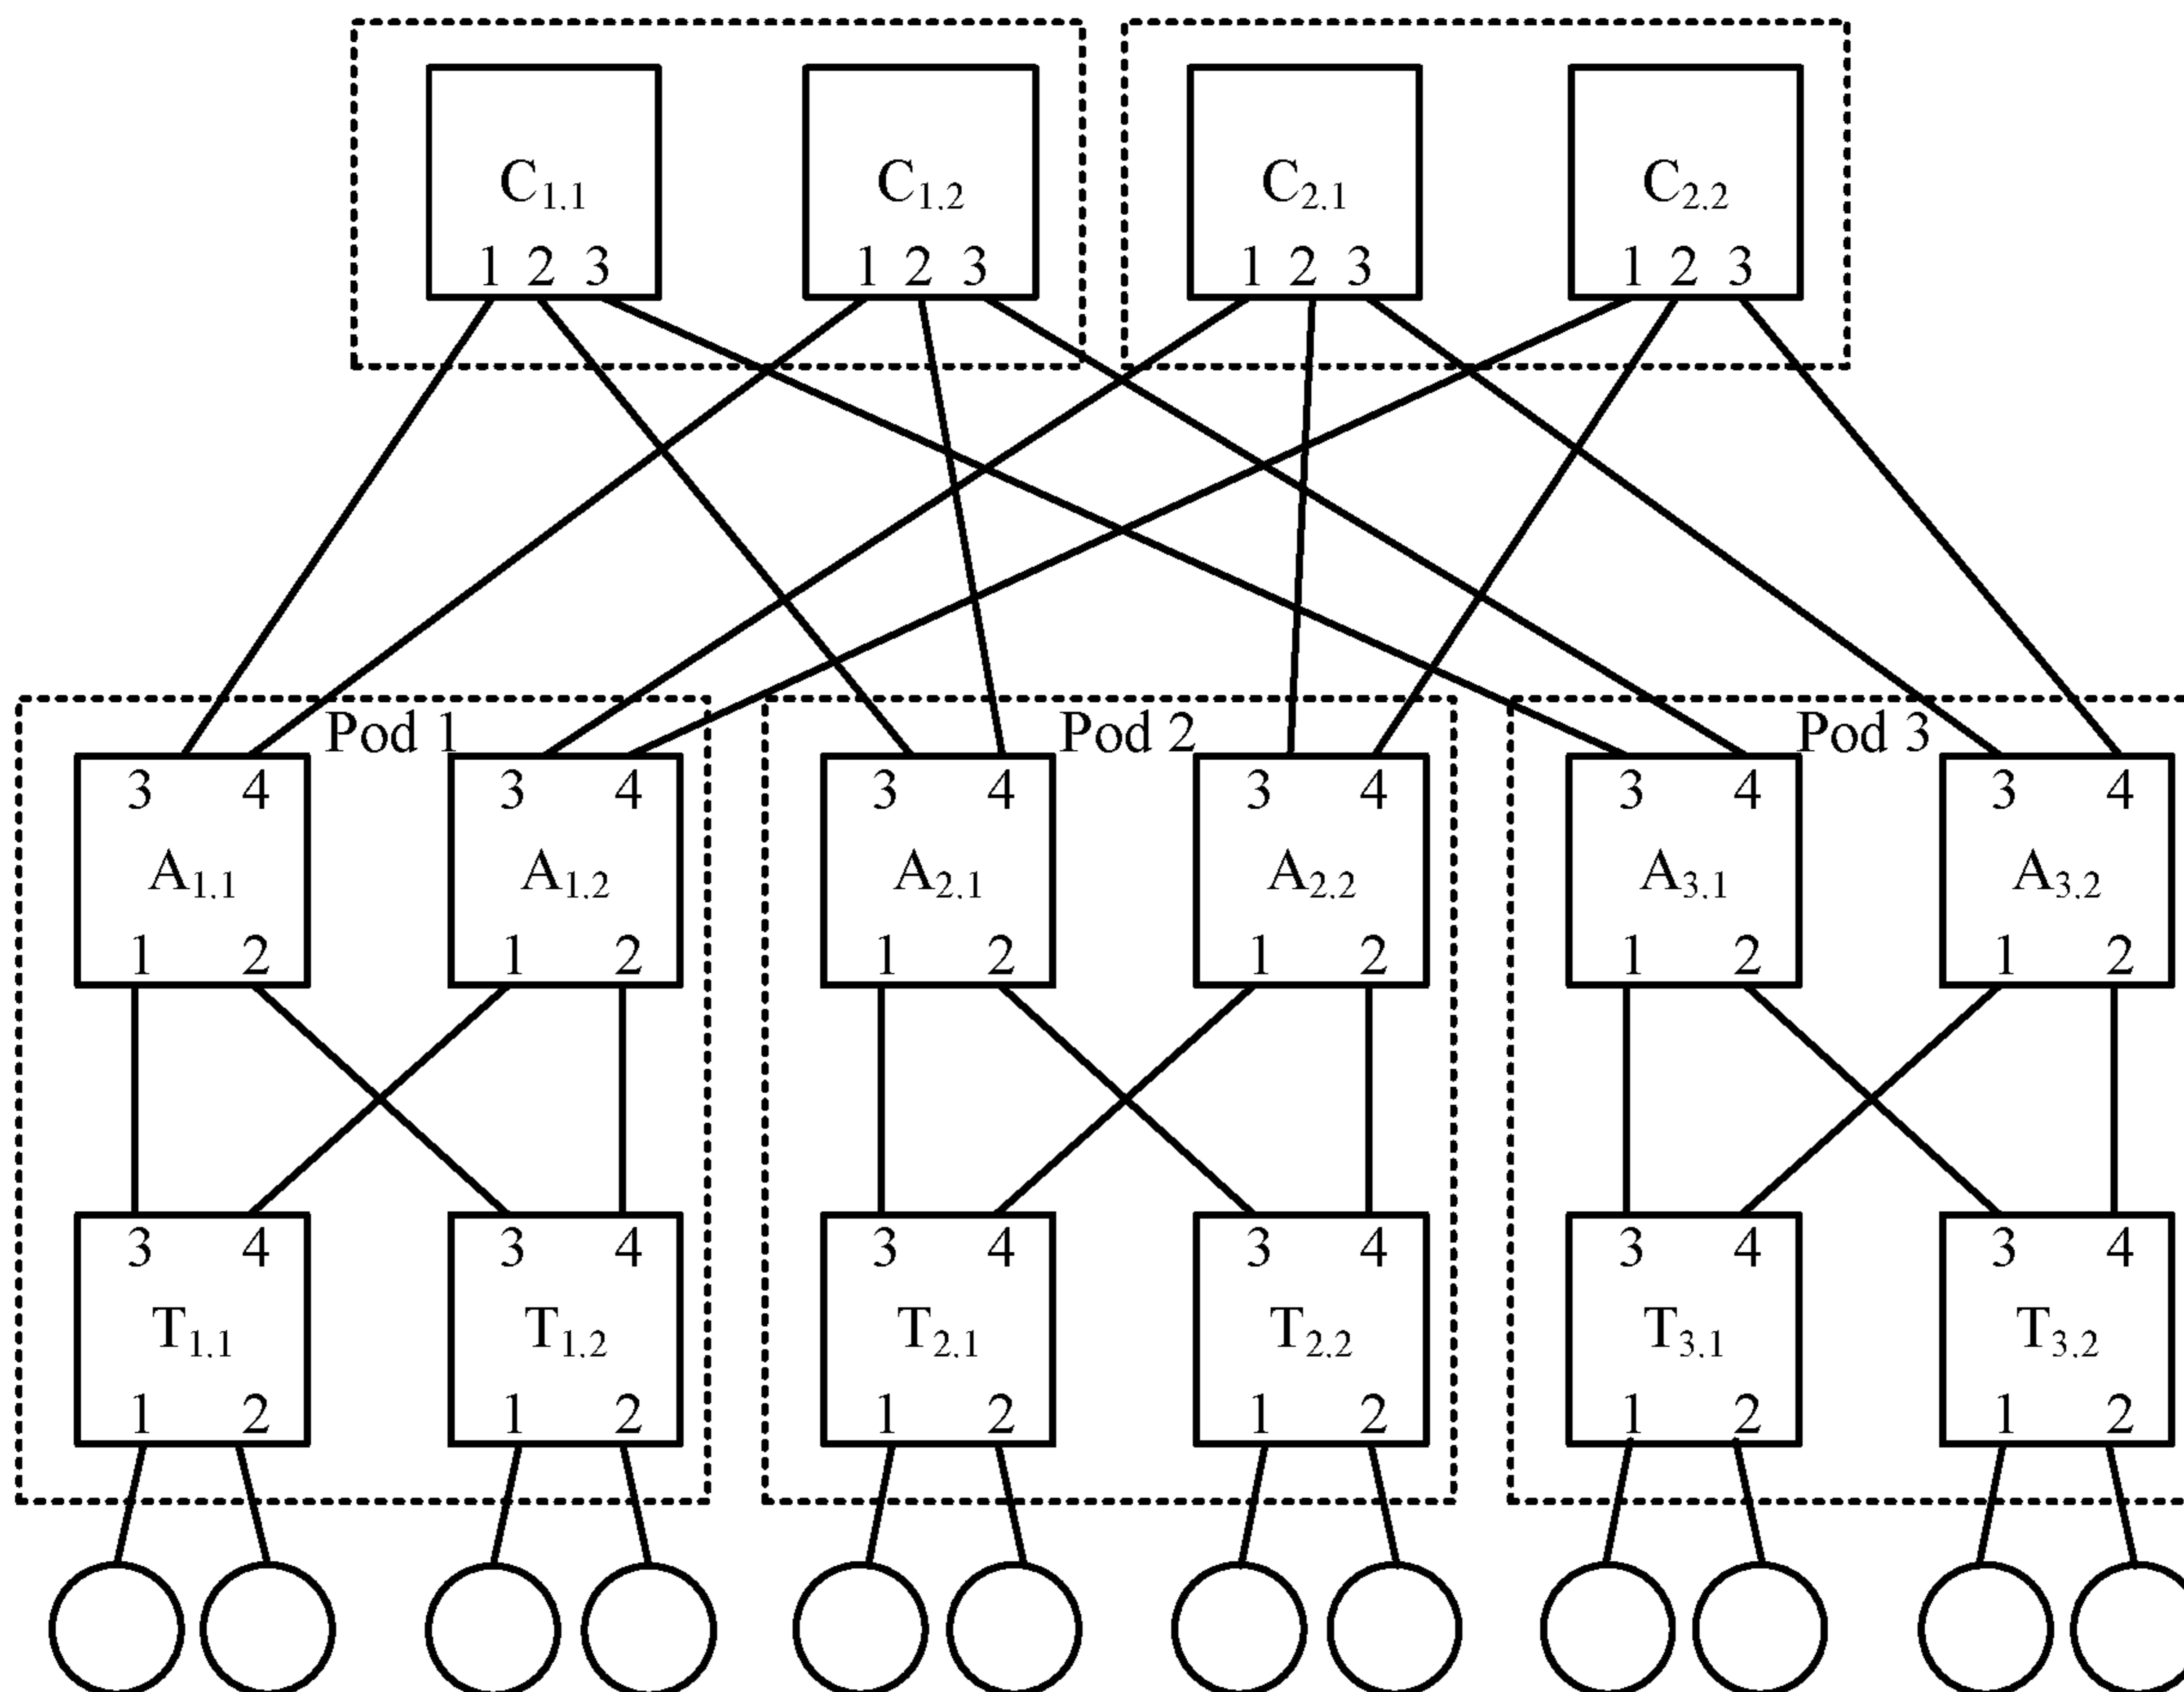 C1,1 C1,2 C2,1 C2,2
1 2 3 1 2 3 1 2 3 1 2 3
Pod 1 Pod 2 Pod 3
3 4 3 4 3 4 3 4 3 4 3 4
A1,1 A1,2 A2,1 A2,2 A3,1 A3,2
1 2 1 2 1 2 1 2 1 2 1 2
3 4 3 4 3 4 3 4 3 4 3 4
T1,1 T1,2 T2,1 T2,2 T3,1 T3,2
1 2 1 2 1 2 1 2 1 2 1 2